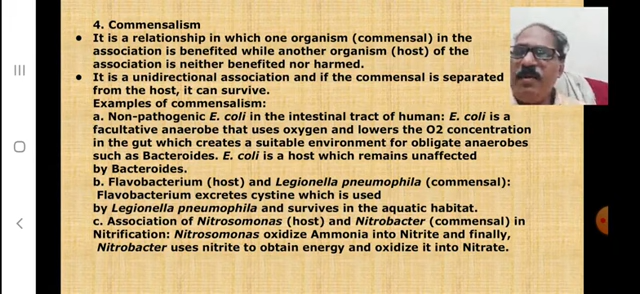 4. Commensalism
● It is a relationship in which one organism (commensal) in the
association is benefited while another organism (host) of the
association is neither benefited nor harmed.
● It is a unidirectional association and if the commensal is separated
from the host, it can survive.
Examples of commensalism:
a. Non-pathogenic E. coli in the intestinal tract of human: E. coli is a
facultative anaerobe that uses oxygen and lowers the O2 concentration
in the gut which creates a suitable environment for obligate anaerobes
such as Bacteroides. E. coli is a host which remains unaffected
by Bacteroides.
b. Flavobacterium (host) and Legionella pneumophila (commensal):
Flavobacterium excretes cystine which is used
by Legionella pneumophila and survives in the aquatic habitat.
c. Association of Nitrosomonas (host) and Nitrobacter (commensal) in
Nitrification: Nitrosomonas oxidize Ammonia into Nitrite and finally,
Nitrobacter uses nitrite to obtain energy and oxidize it into Nitrate.